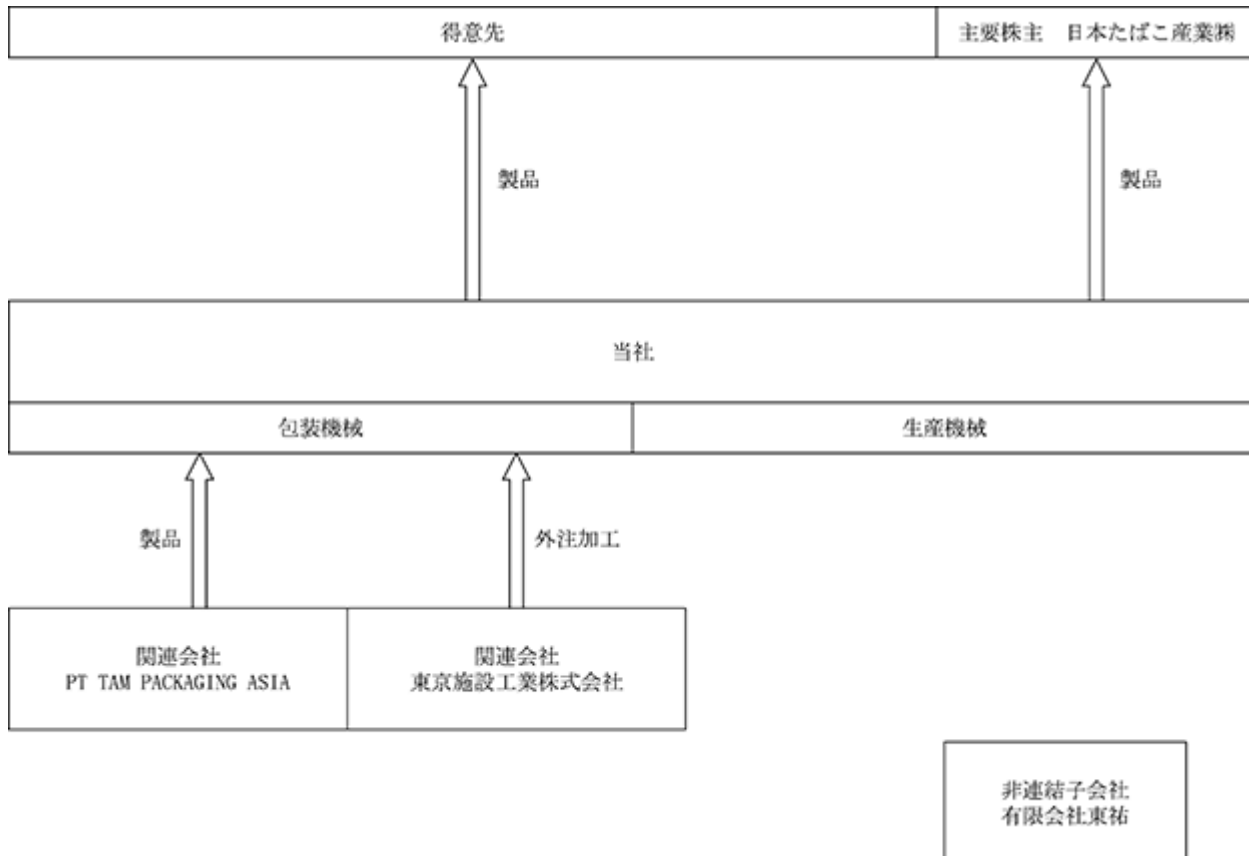 得意先
主要株主　日本たばこ産業㈱
製品
製品
当社
包装機械
生産機械
製品
外注加工
関連会社
PT TAM PACKAGING ASIA
関連会社
東京施設工業株式会社
非連結子会社
有限会社東祐